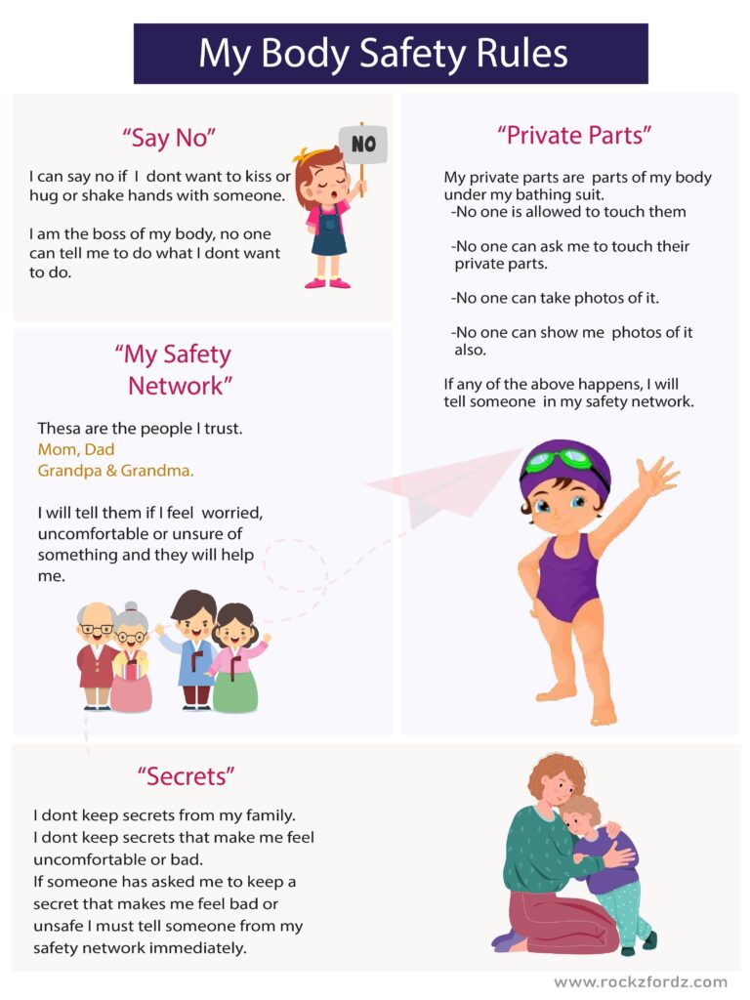 My Body Safety Rules
“Say No”
NO
I can say no if I dont want to kiss or
hug or shake hands with someone.
I am the boss of my body, no one
can tell me to do what I dont want
to do.
“Private Parts”
My private parts are parts of my body
under my bathing suit.
-No one is allowed to touch them
-No one can ask me to touch their
private parts.
-No one can take photos of it.
-No one can show me photos of it
also.
If any of the above happens, I will
tell someone in my safety network.
“My Safety
Network”
Thesa are the people I trust.
Mom, Dad
Grandpa & Grandma.
I will tell them if I feel worried,
uncomfortable or unsure of
something and they will help
me.
“Secrets”
I dont keep secrets from my family.
I dont keep secrets that make me feel
uncomfortable or bad.
If someone has asked me to keep a
secret that makes me feel bad or
unsafe I must tell someone from my
safety network immediately.
www.rockzfordz.com